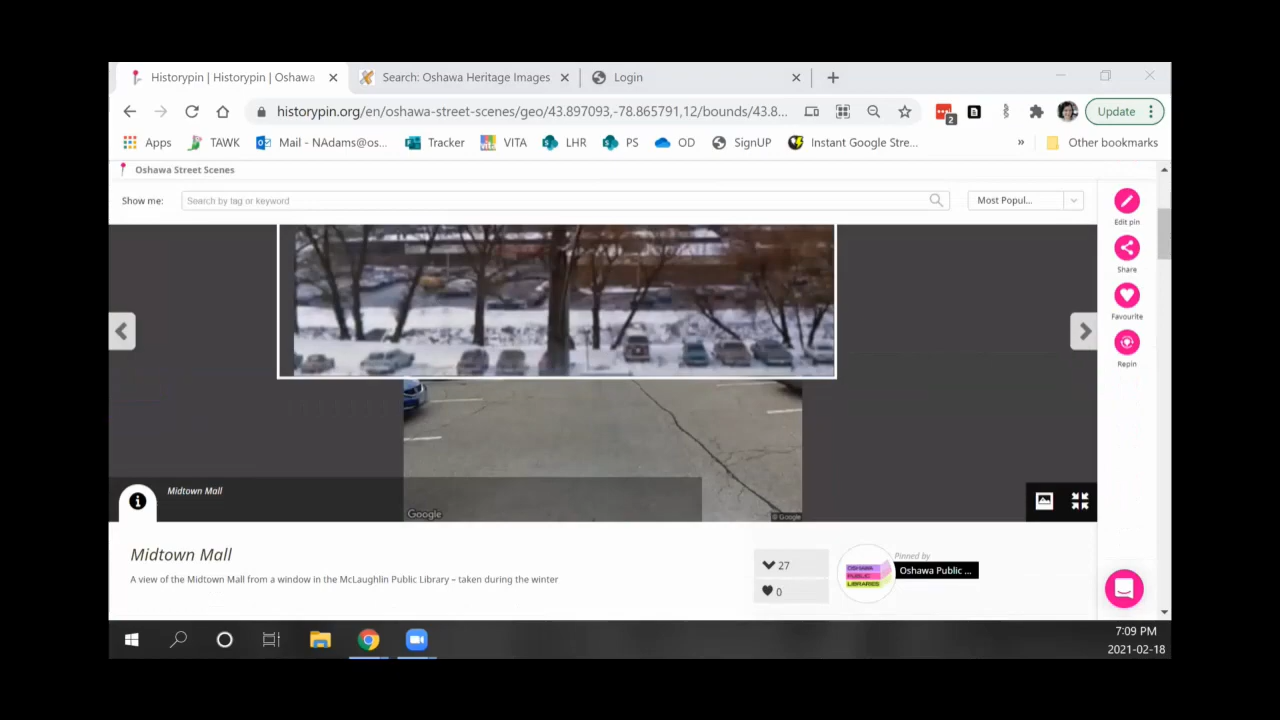 Historypin | Historypin | Oshawa
Search: Oshawa Heritage Images
Login
historypin.org/en/oshawa-street-scenes/geo/43.897093,-78.865791,12/bounds/43.8...
2
Update
Apps
TAWK
Mail - NAdams@os...
Tracker
VITA
LHR
PS
OD
SignUP
Instant Google Stre...
»
Other bookmarks
Oshawa Street Scenes
Show me:
Search by tag or keyword
Most Popul...
Edit pin
Share
Favourite
Repin
Midtown Mall
Google
© Google
Midtown Mall
A view of the Midtown Mall from a window in the McLaughlin Public Library – taken during the winter
27
0
OSHAWA
PUBLIC
LIBRARIES
Pinned by
Oshawa Public ...
7:09 PM
2021-02-18